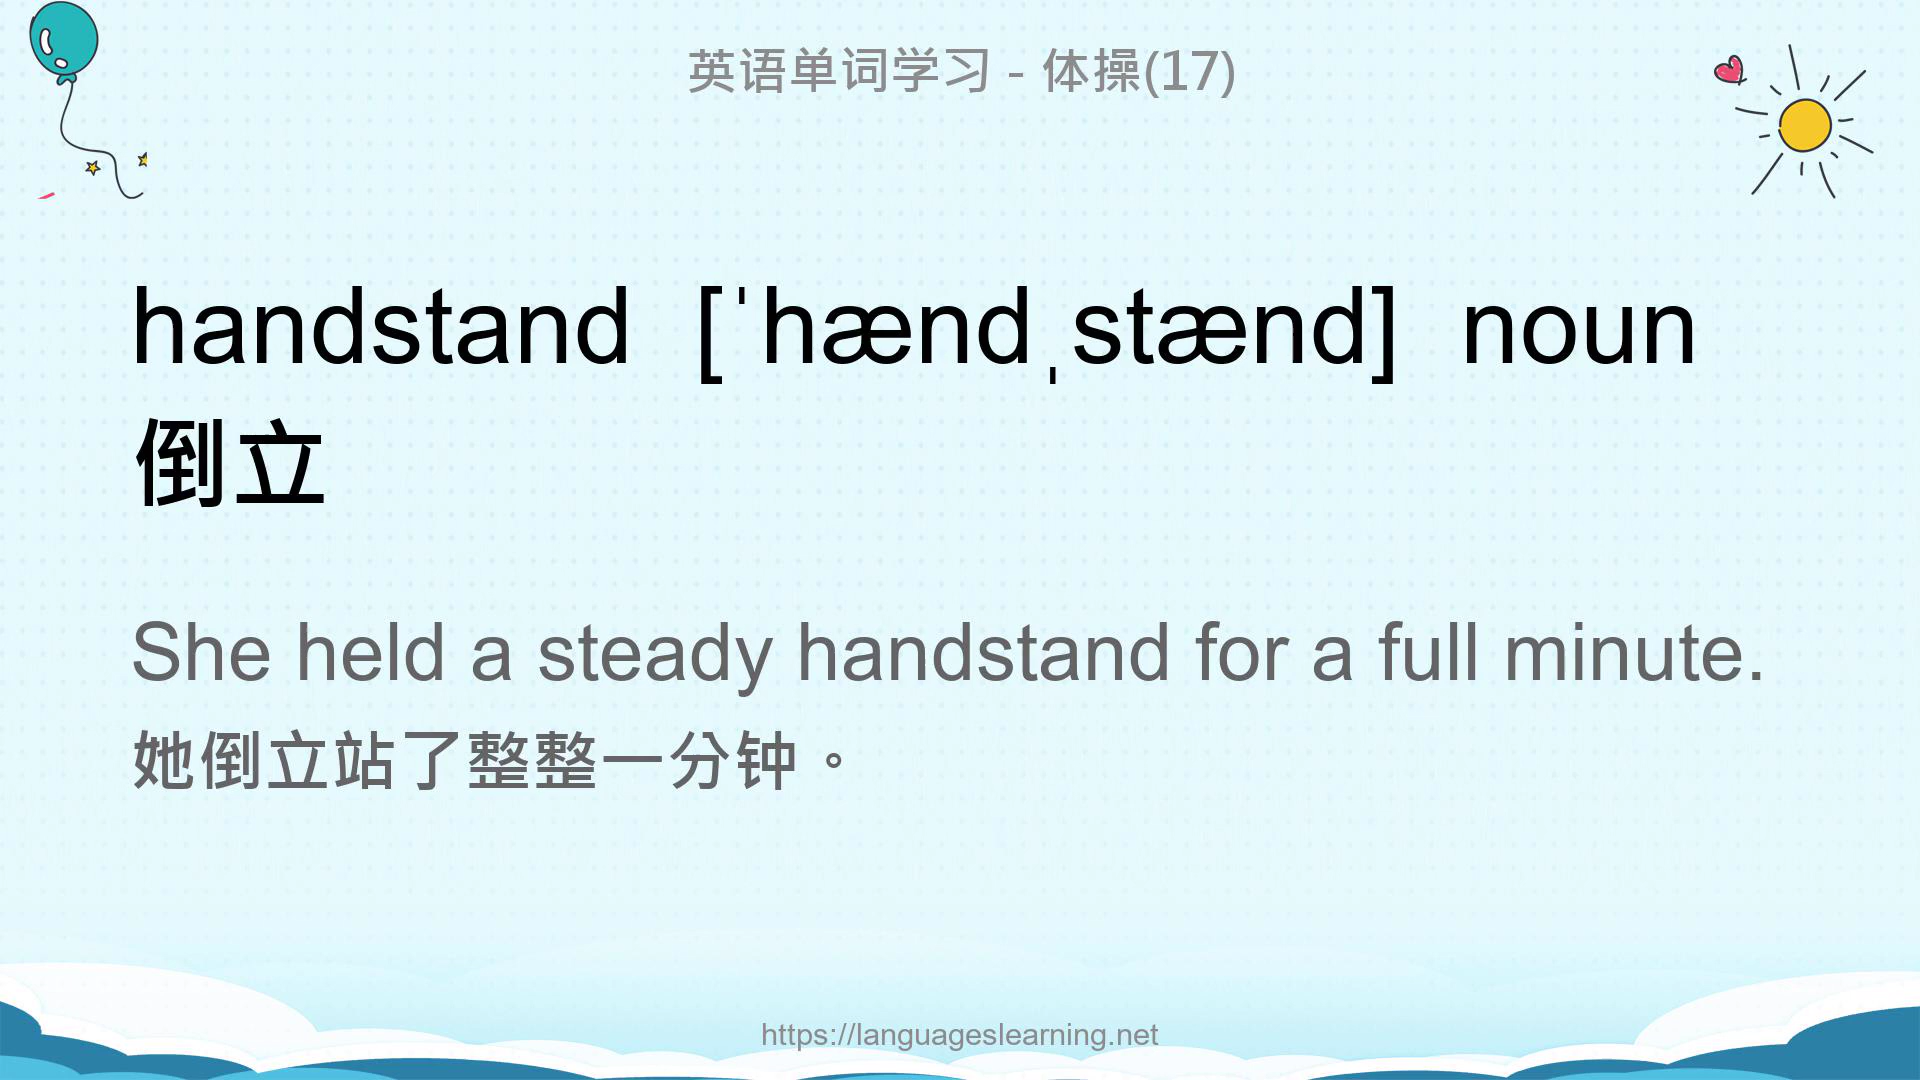 英语单词学习 - 体操(17)
handstand [ˈhændˌstænd] noun
倒立
She held a steady handstand for a full minute.
她倒立站了整整一分钟。
https://languageslearning.net